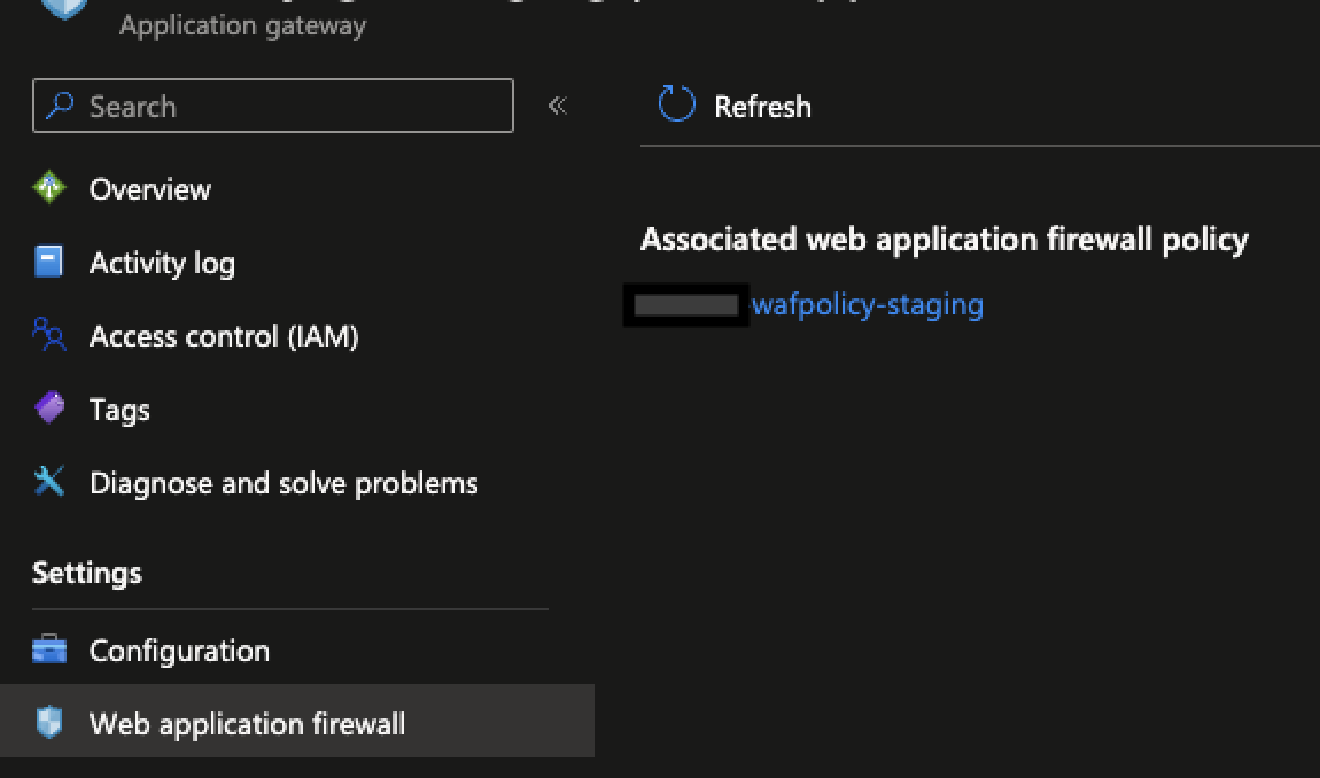 Application gateway
Search
«
Refresh
Overview
Activity log
Access control (IAM)
Tags
Diagnose and solve problems
Settings
Configuration
Web application firewall
Associated web application firewall policy
-wafpolicy-staging